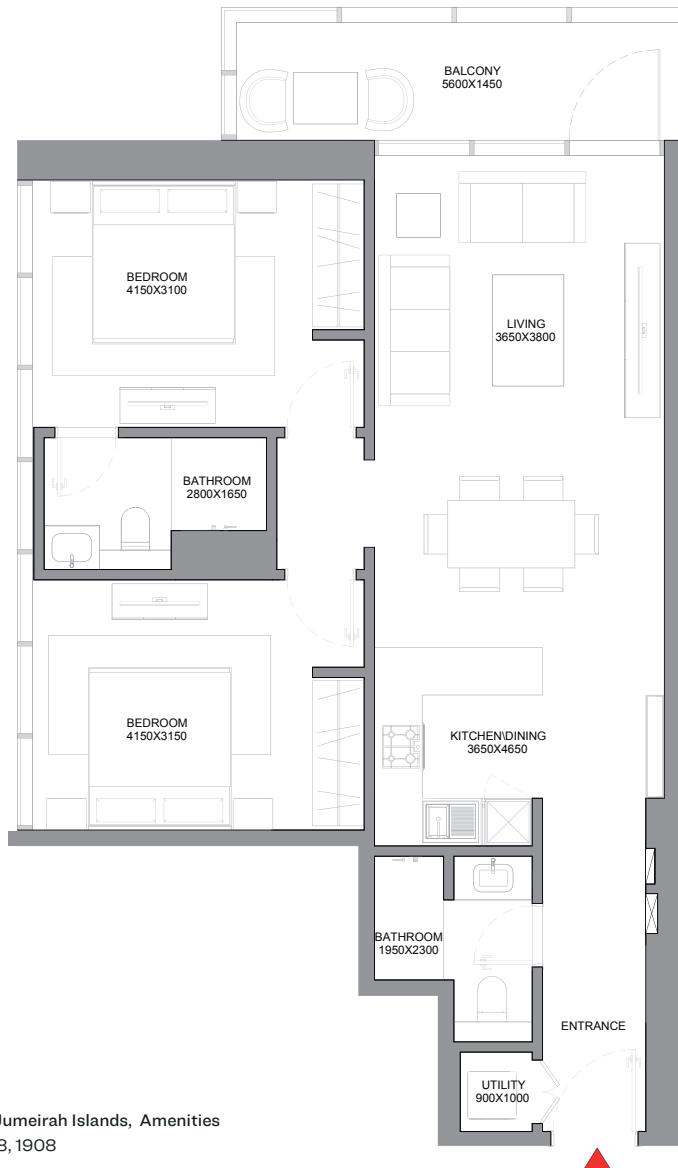 BALCONY
5600X1450
BEDROOM
4150X3100
LIVING
3650X3800
BATHROOM
2800X1650
BEDROOM
4150X3150
KITCHEN\DINING
3650X4650
BATHROOM
1950X2300
ENTRANCE
UTILITY
900X1000
Jumeirah Islands, Amenities
8, 1908